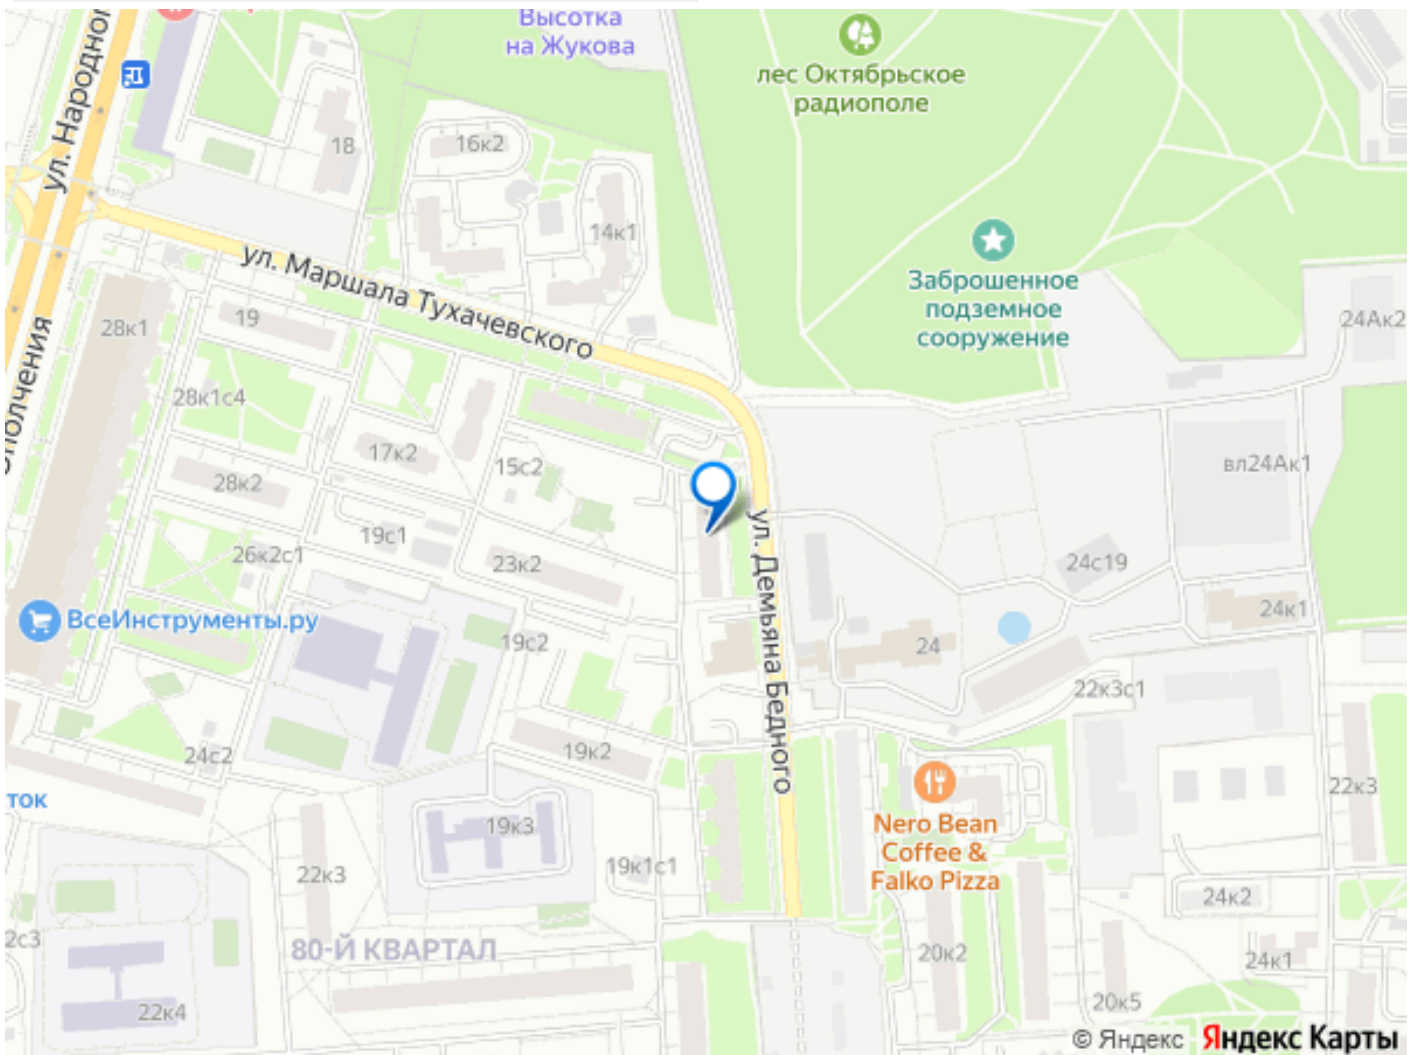 Высотка
на Жукова
лес Октябрьское
радиополе
ул. Народног
18
16к2
14к1
ул. Маршала Тухачевского
Заброшенное
подземное
сооружение
24Ак2
28к1
19
ополчения
28к1с4
17к2
15с2
вл24Ак1
28к2
19с1
26к2с1
23к2
ул. Демьяна Бедного
24с19
24к1
ВсеИнструменты.ру
19с2
24
22к3с1
24с2
19к2
ток
22к3
Nero Bean
Coffee &
Falko Pizza
19к3
19к1с1
22к3
24к2
2с3
80-Й КВАРТАЛ
20к2
24к1
22к4
20к5
© Яндекс Яндекс Карты